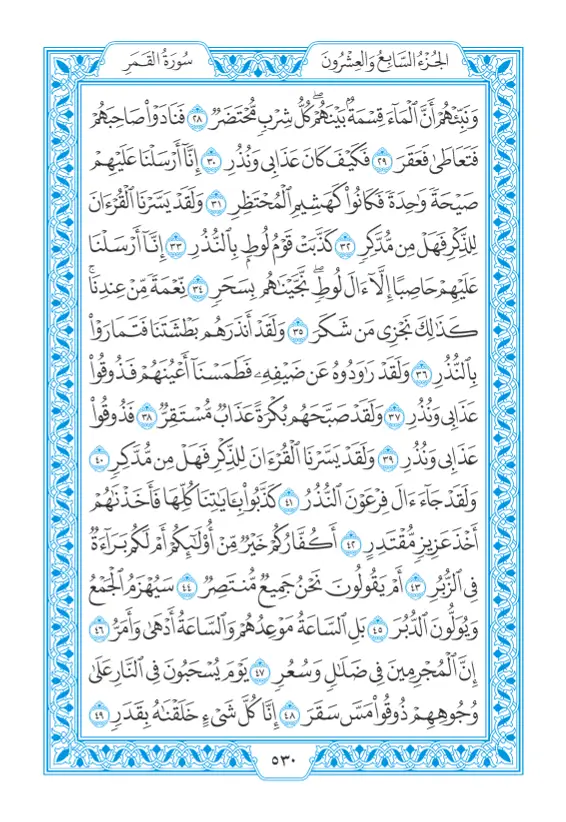 الجُزْءُ السَّابِعُ وَالعِشْرُونَ
سُورَةُ القَمَرِ
وَنَبِّئْهُمْ أَنَّ ٱلْمَآءَ قِسْمَةٌۢ بَيْنَهُمْۖ كُلُّ شِرْبٖ مُّحْتَضَرٞ ٢٨ فَنَادَوْاْ صَاحِبَهُمْ
فَتَعَاطَىٰ فَعَقَرَ ٢٩ فَكَيْفَ كَانَ عَذَابِي وَنُذُرِ ٣٠ إِنَّآ أَرْسَلْنَا عَلَيْهِمْ
صَيْحَةٗ وَٰحِدَةٗ فَكَانُواْ كَهَشِيمِ ٱلْمُحْتَظِرِ ٣١ وَلَقَدْ يَسَّرْنَا ٱلْقُرْءَانَ
لِلذِّكْرِ فَهَلْ مِن مُّدَّكِرٖ ٣٢ كَذَّبَتْ قَوْمُ لُوطِۭ بِٱلنُّذُرِ ٣٣ إِنَّآ أَرْسَلْنَا
عَلَيْهِمْ حَاصِبًا إِلَّآ ءَالَ لُوطٖۖ نَّجَّيْنَٰهُم بِسَحَرٖ ٣٤ نِّعْمَةٗ مِّنْ عِندِنَاۚ
كَذَٰلِكَ نَجْزِي مَن شَكَرَ ٣٥ وَلَقَدْ أَنذَرَهُم بَطْشَتَنَا فَتَمَارَوْاْ
بِٱلنُّذُرِ ٣٦ وَلَقَدْ رَٰوَدُوهُ عَن ضَيْفِهِۦ فَطَمَسْنَآ أَعْيُنَهُمْ فَذُوقُواْ
عَذَابِي وَنُذُرِ ٣٧ وَلَقَدْ صَبَّحَهُم بُكْرَةً عَذَابٞ مُّسْتَقِرّٞ ٣٨ فَذُوقُواْ
عَذَابِي وَنُذُرِ ٣٩ وَلَقَدْ يَسَّرْنَا ٱلْقُرْءَانَ لِلذِّكْرِ فَهَلْ مِن مُّدَّكِرٖ ٤٠
وَلَقَدْ جَآءَ ءَالَ فِرْعَوْنَ ٱلنُّذُرُ ٤١ كَذَّبُواْ بِـَٔايَٰتِنَا كُلِّهَا فَأَخَذْنَٰهُمْ
أَخْذَ عَزِيزٖ مُّقْتَدِرٍ ٤٢ أَكُفَّارُكُمْ خَيْرٞ مِّنْ أُوْلَٰٓئِكُمْ أَمْ لَكُم بَرَآءَةٞ
فِي ٱلزُّبُرِ ٤٣ أَمْ يَقُولُونَ نَحْنُ جَمِيعٞ مُّنتَصِرٞ ٤٤ سَيُهْزَمُ ٱلْجَمْعُ
وَيُوَلُّونَ ٱلدُّبُرَ ٤٥ بَلِ ٱلسَّاعَةُ مَوْعِدُهُمْ وَٱلسَّاعَةُ أَدْهَىٰ وَأَمَرُّ ٤٦
إِنَّ ٱلْمُجْرِمِينَ فِي ضَلَٰلٖ وَسُعُرٖ ٤٧ يَوْمَ يُسْحَبُونَ فِي ٱلنَّارِ عَلَىٰ
وُجُوهِهِمْ ذُوقُواْ مَسَّ سَقَرَ ٤٨ إِنَّا كُلَّ شَيْءٍ خَلَقْنَٰهُ بِقَدَرٖ ٤٩
٥٣٠